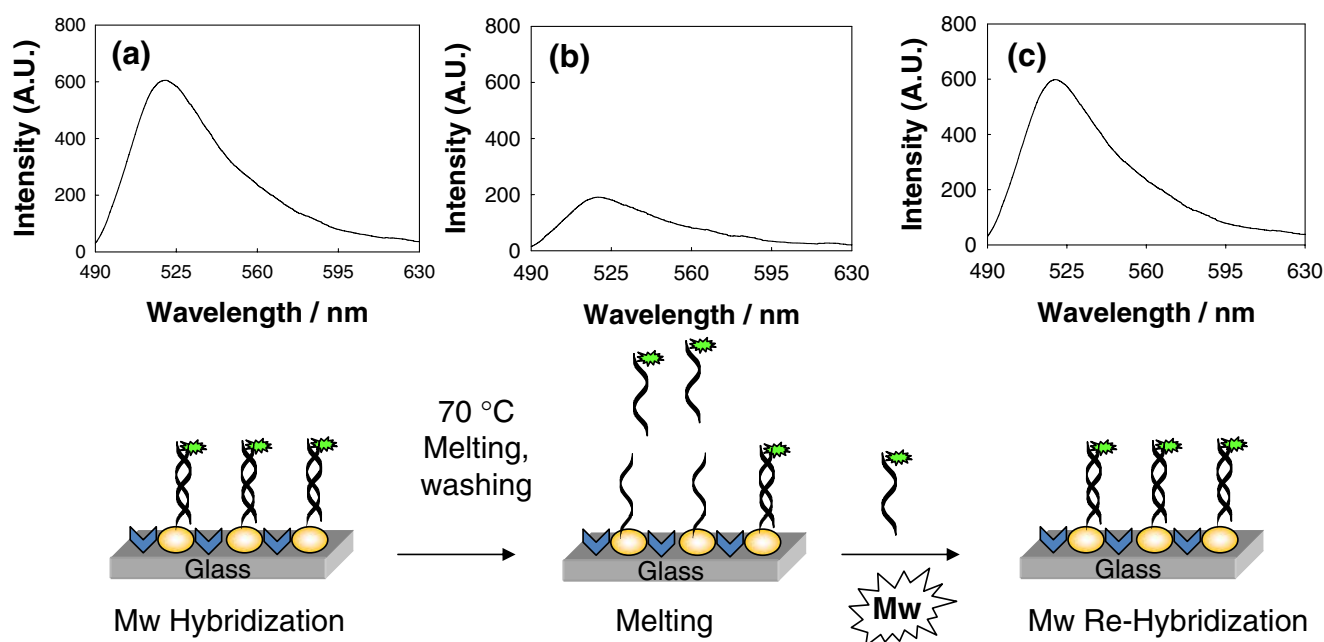 (a)
800
600
400
200
0
Intensity (A.U.)
490 525 560 595 630
Wavelength / nm
(b)
800
600
400
200
0
Intensity (A.U.)
490 525 560 595 630
Wavelength / nm
(c)
800
600
400
200
0
Intensity (A.U.)
490 525 560 595 630
Wavelength / nm
Glass
Mw Hybridization
70 °C
Melting,
washing
Glass
Melting
Mw
Glass
Mw Re-Hybridization